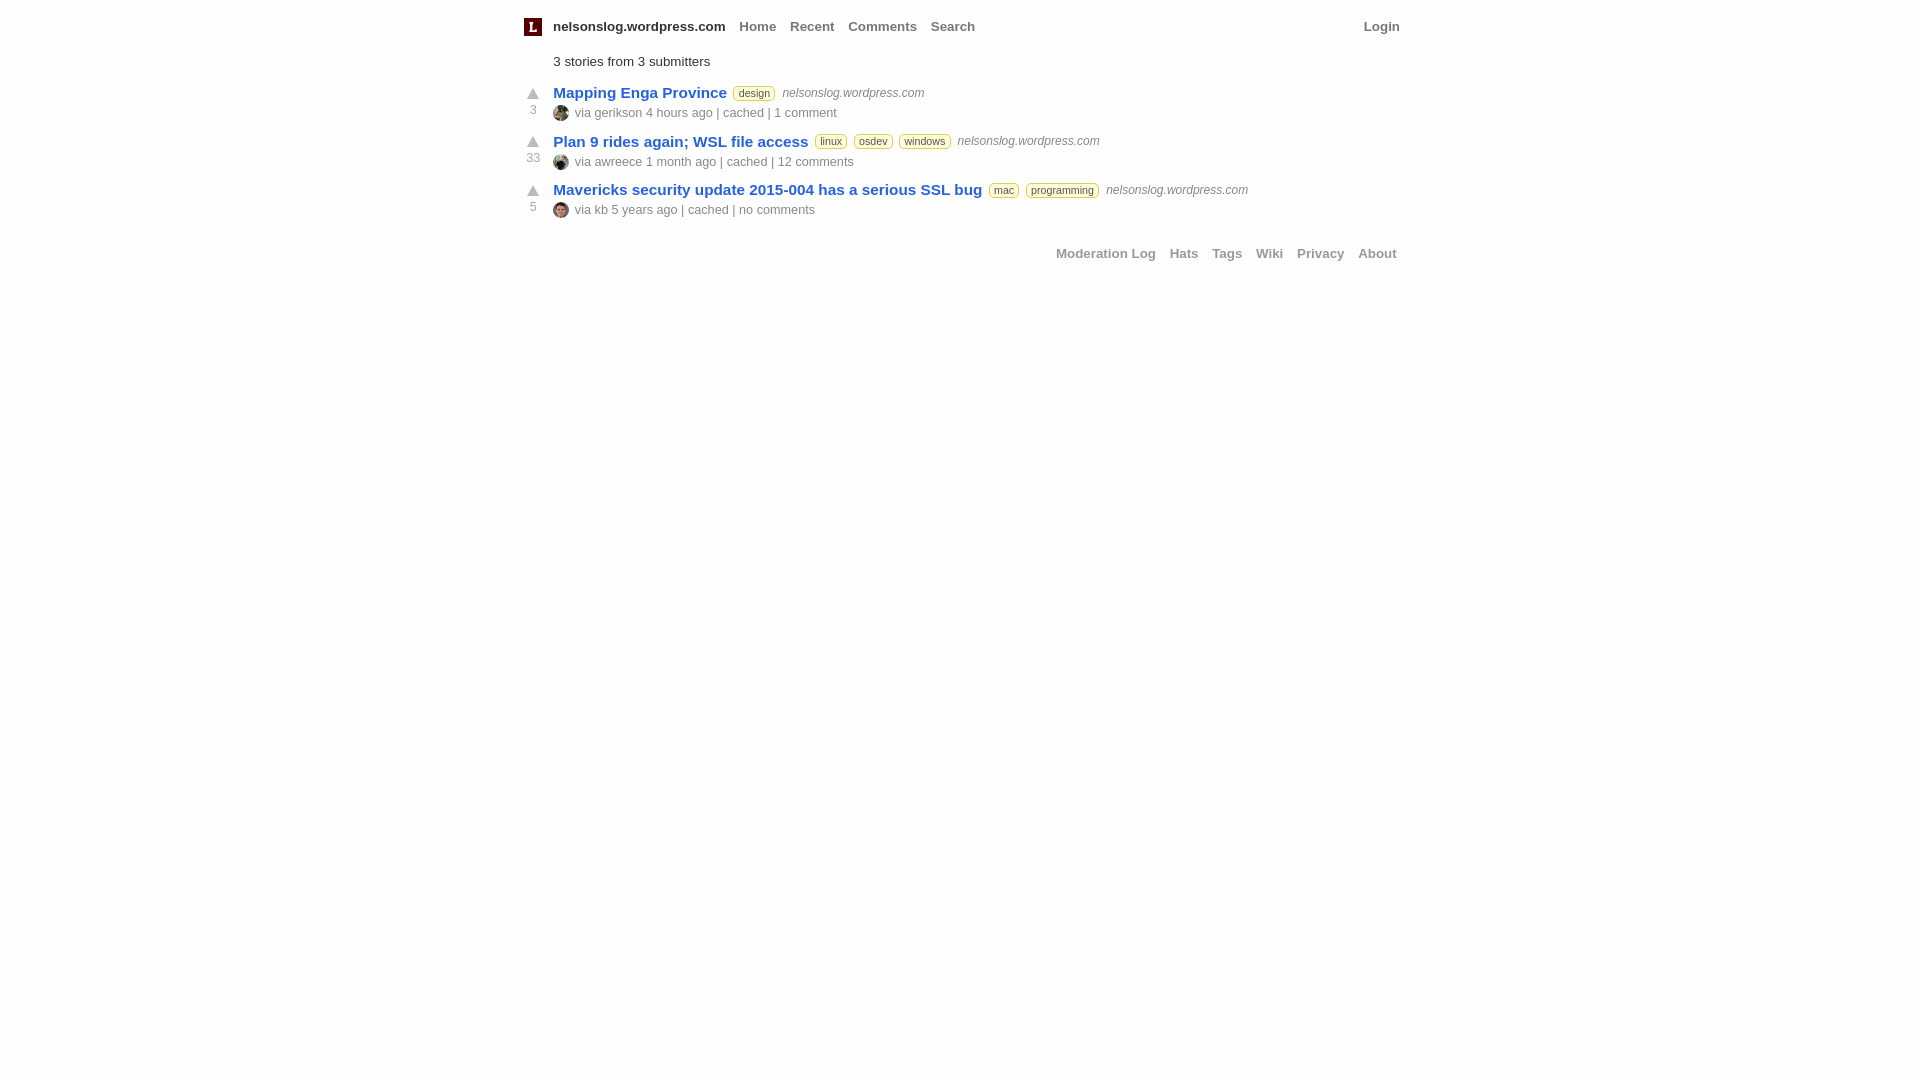 L nelsonslog.wordpress.com Home Recent Comments Search Login
3 stories from 3 submitters
Mapping Enga Province design nelsonslog.wordpress.com
3 via gerikson 4 hours ago | cached | 1 comment
Plan 9 rides again; WSL file access linux osdev windows nelsonslog.wordpress.com
33 via awreece 1 month ago | cached | 12 comments
Mavericks security update 2015-004 has a serious SSL bug mac programming nelsonslog.wordpress.com
5 via kb 5 years ago | cached | no comments
Moderation Log Hats Tags Wiki Privacy About